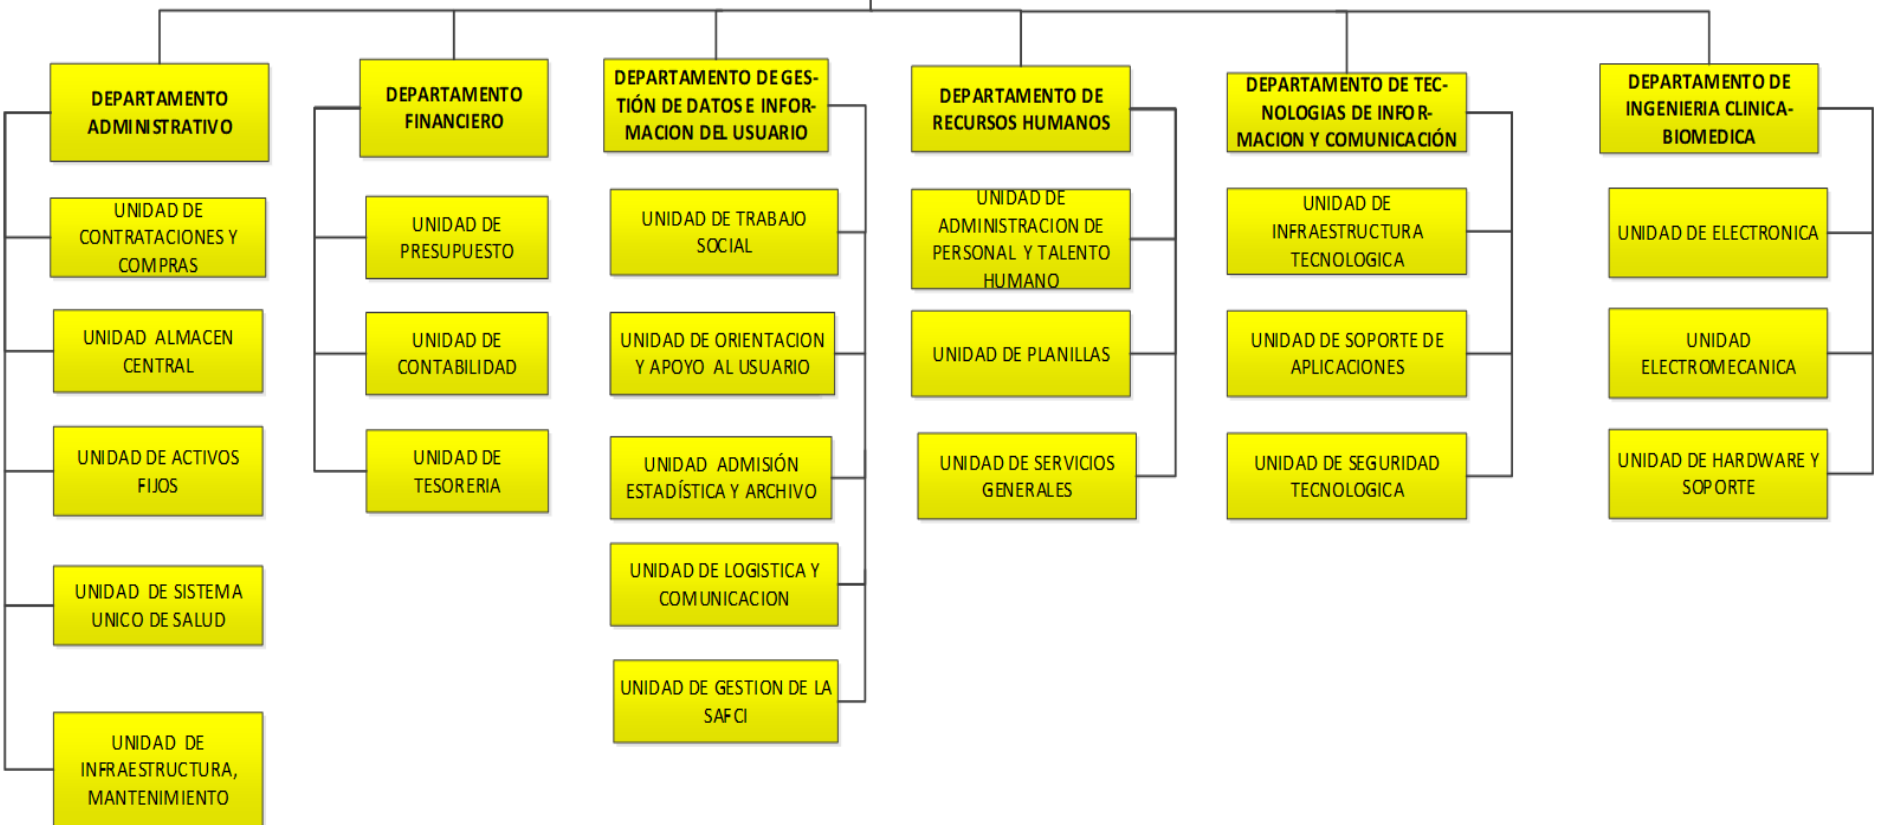 DEPARTAMENTO
ADMINISTRATIVO
UNIDAD DE
CONTRATACIONES Y
COMPRAS
UNIDAD ALMACEN
CENTRAL
UNIDAD DE ACTIVOS
FIJOS
UNIDAD DE SISTEMA
UNICO DE SALUD
UNIDAD DE
INFRAESTRUCTURA,
MANTENIMIENTO
DEPARTAMENTO
FINANCIERO
UNIDAD DE
PRESUPUESTO
UNIDAD DE
CONTABILIDAD
UNIDAD DE
TESORERIA
DEPARTAMENTO DE GES-
TIÓN DE DATOS E INFOR-
MACION DEL USUARIO
UNIDAD DE TRABAJO
SOCIAL
UNIDAD DE ORIENTACION
Y APOYO AL USUARIO
UNIDAD ADMISIÓN
ESTADÍSTICA Y ARCHIVO
UNIDAD DE LOGISTICA Y
COMUNICACION
UNIDAD DE GESTION DE LA
SAFCI
DEPARTAMENTO DE
RECURSOS HUMANOS
UNIDAD DE
ADMINISTRACION DE
PERSONAL Y TALENTO
HUMANO
UNIDAD DE PLANILLAS
UNIDAD DE SERVICIOS
GENERALES
DEPARTAMENTO DE TEC-
NOLOGIAS DE INFOR-
MACION Y COMUNICACIÓN
UNIDAD DE
INFRAESTRUCTURA
TECNOLOGICA
UNIDAD DE SOPORTE DE
APLICACIONES
UNIDAD DE SEGURIDAD
TECNOLOGICA
DEPARTAMENTO DE
INGENIERIA CLINICA-
BIOMEDICA
UNIDAD DE ELECTRONICA
UNIDAD
ELECTROMECANICA
UNIDAD DE HARDWARE Y
SOPORTE